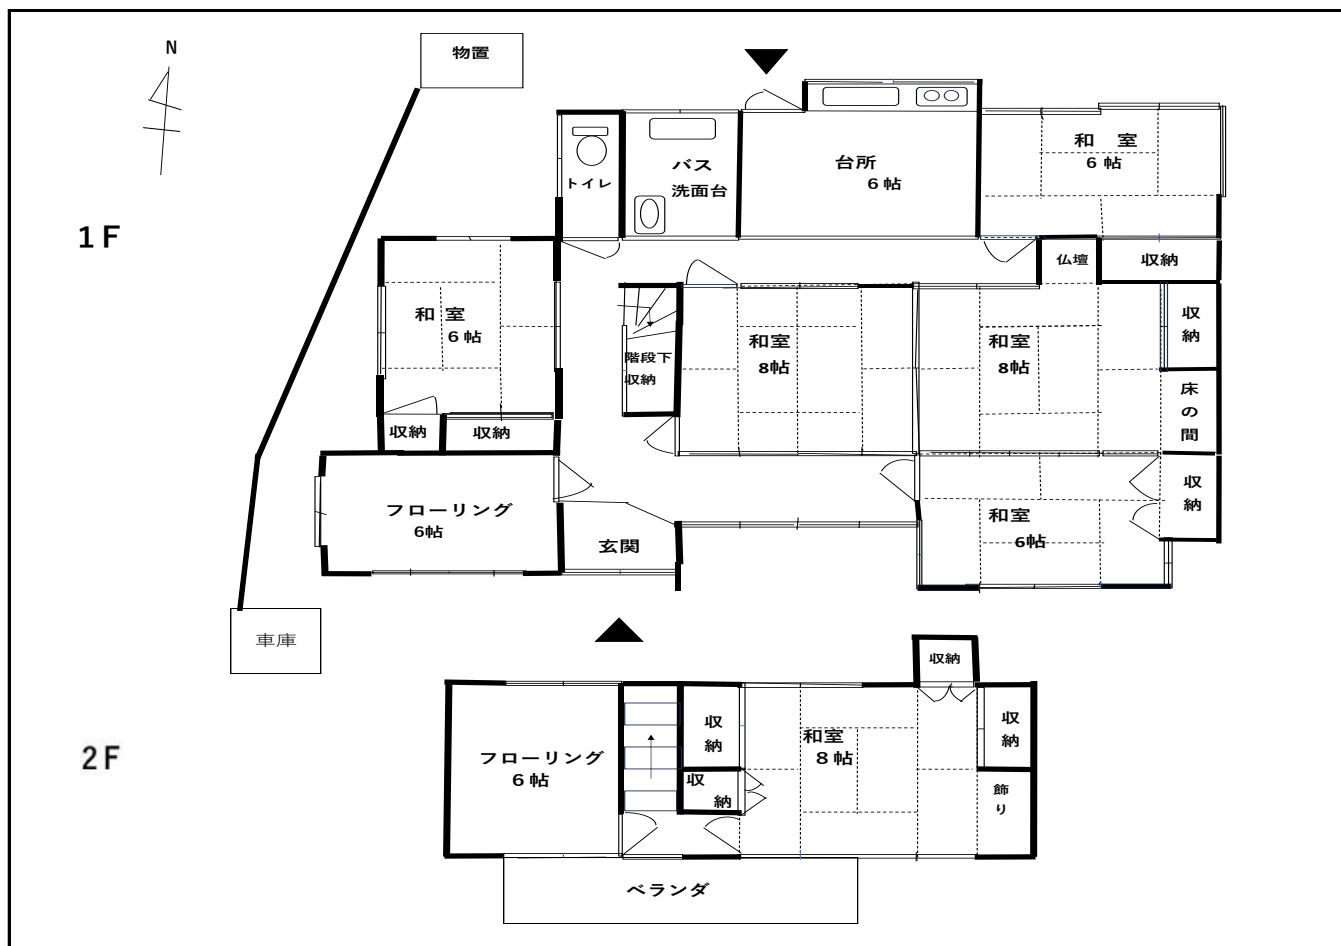 N
物置
1F
トイレ
バス
洗面台
台所
6帖
和 室
6帖
仏壇
収納
和 室
6帖
収納
収納
階段下
収納
和室
8帖
和室
8帖
収
納
床
の
間
収
納
和室
6帖
フローリング
6帖
玄関
車庫
2F
フローリング
6帖
収
納
収
納
和室
8帖
収納
収
納
飾
り
ベランダ